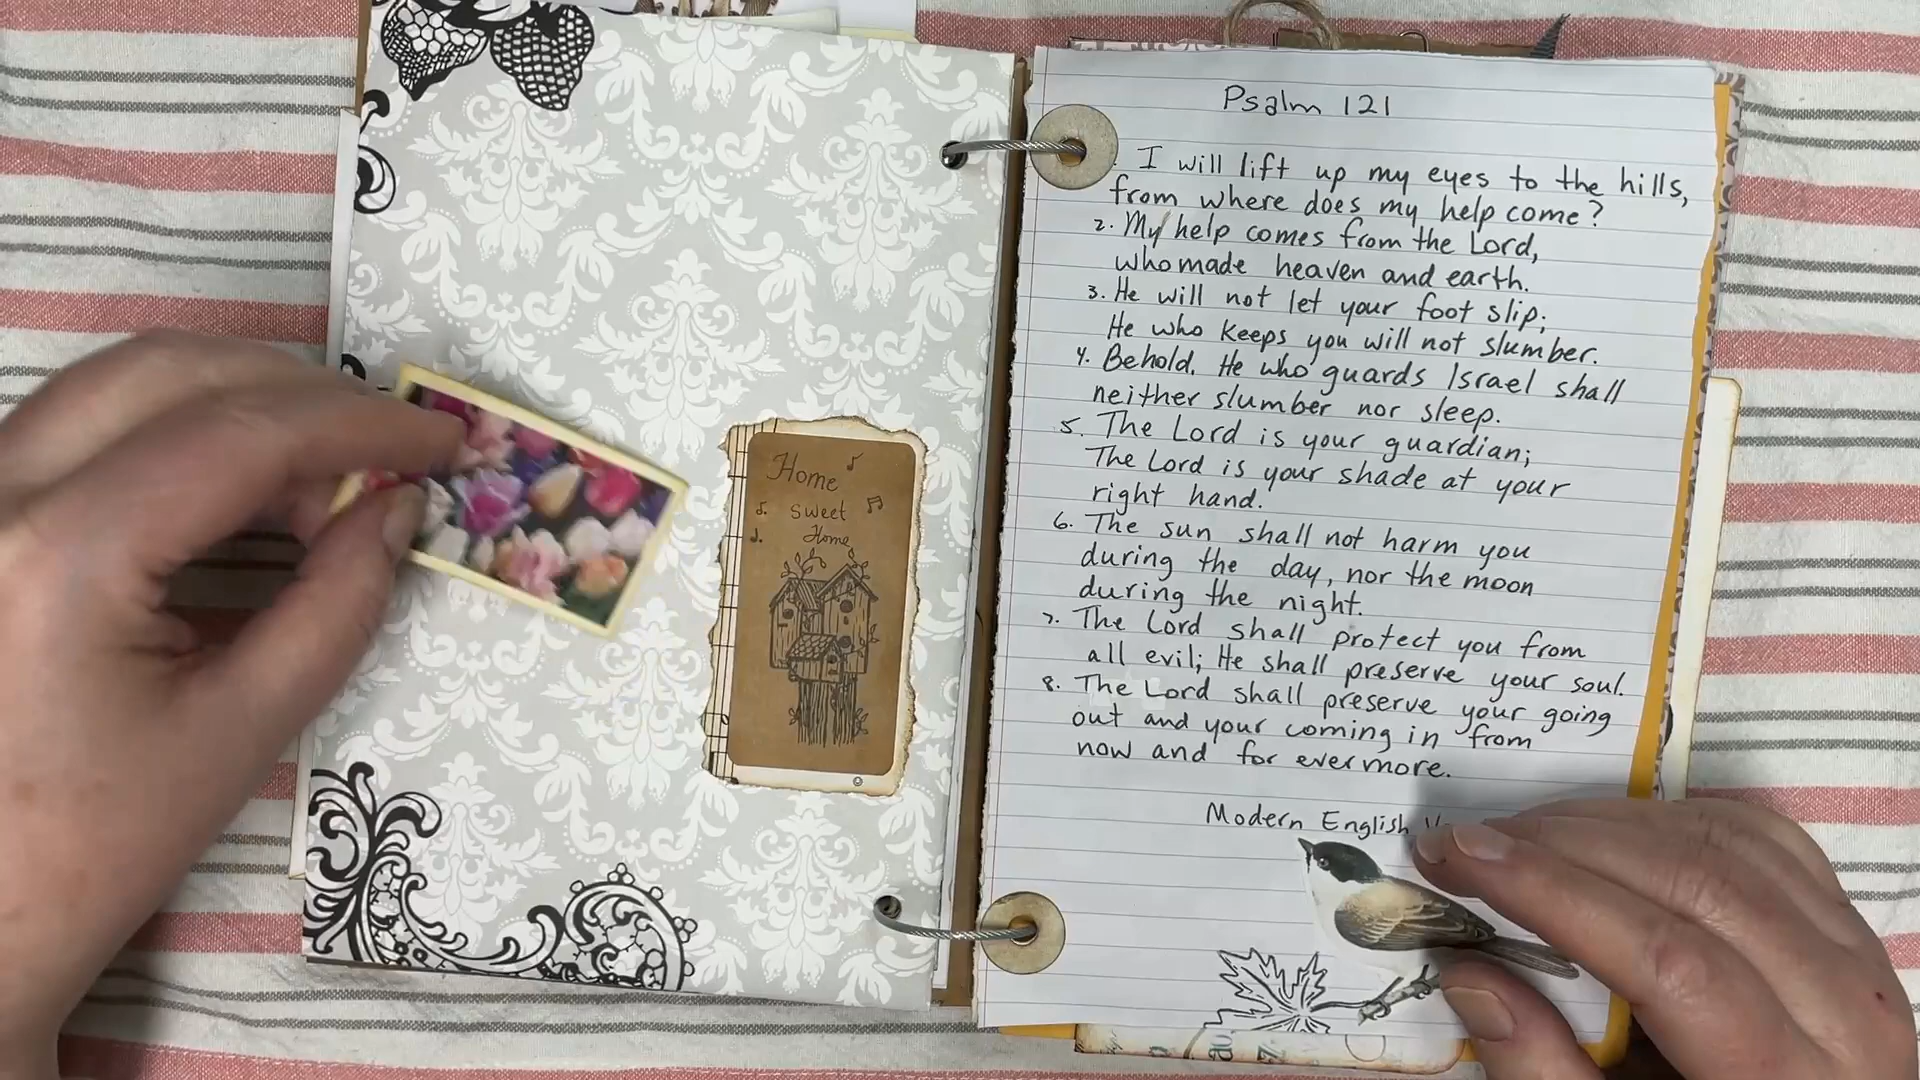 Home
sweet
Home
Psalm 121
I will lift up my eyes to the hills,
from where does my help come?
2. My help comes from the Lord,
who made heaven and earth.
3. He will not let your foot slip;
He who keeps you will not slumber.
4. Behold. He who guards Israel shall
neither slumber nor sleep.
5. The Lord is your guardian;
The Lord is your shade at your
right hand.
6. The sun shall not harm you
during the day, nor the moon
during the night.
7. The Lord shall protect you from
all evil; He shall preserve your soul.
8. The Lord shall preserve your going
out and your coming in from
now and for evermore.
Modern English